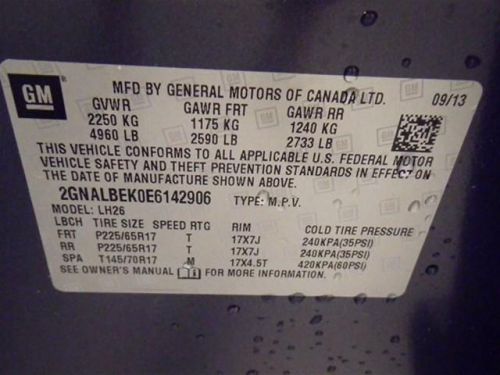 GM
MFD BY GENERAL MOTORS OF CANADA LTD. 09/13
GVWR GAWR FRT GAWR RR
2250 KG 1175 KG 1240 KG
4960 LB 2590 LB 2733 LB
THIS VEHICLE CONFORMS TO ALL APPLICABLE U.S. FEDERAL MOTOR
VEHICLE SAFETY AND THEFT PREVENTION STANDARDS IN EFFECT ON
THE DATE OF MANUFACTURE SHOWN ABOVE.
2GNALBEK0E6142906 TYPE: M.P.V.
MODEL: LH26
LBCH TIRE SIZE SPEED RTG RIM COLD TIRE PRESSURE
FRT P225/65R17 T 17X7J 240KPA(35PSI)
RR P225/65R17 T 17X7J 240KPA(35PSI)
SPA T145/70R17 M 17X4.5T 420KPA(60PSI)
SEE OWNER'S MANUAL FOR MORE INFORMATION